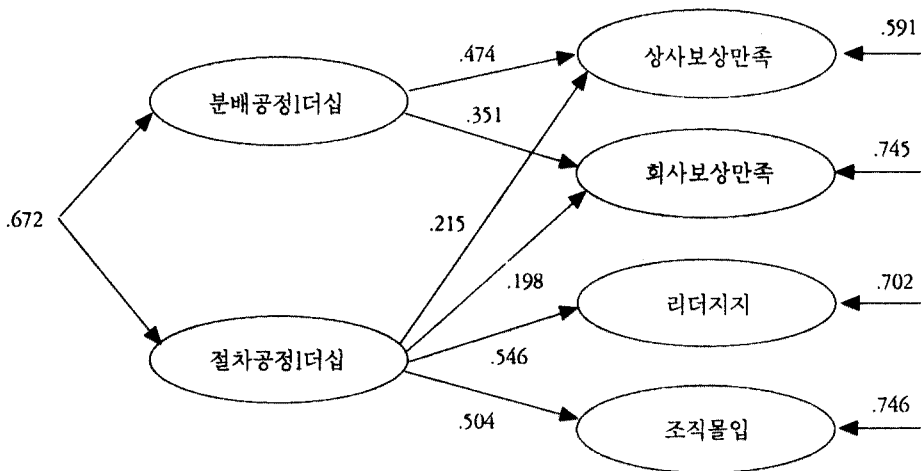 .591
.474
상사보상만족
분배공정l더십
.351
.745
회사보상만족
.672
.215
.198
.702
리더지지
절차공정l더십
.546
.504
.746
조직몰입